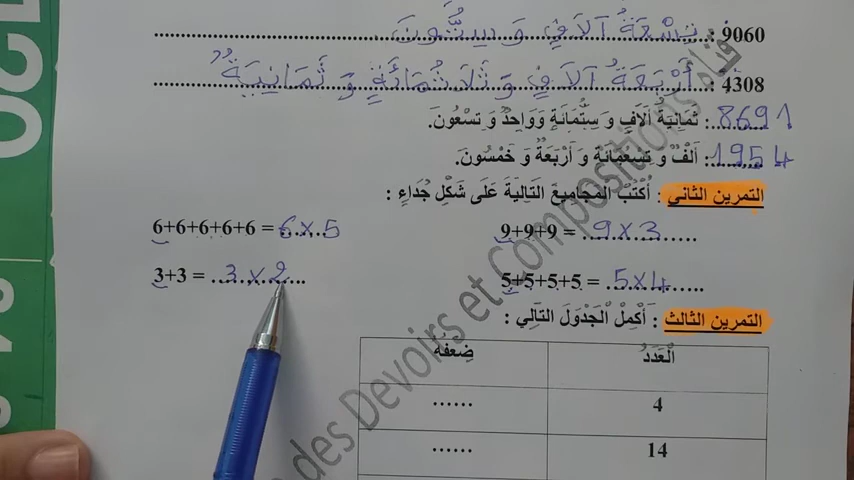 9060 : تِسْعَةُ آلَافٍ وَ سِتُّونَ
4308 : أَرْبَعَةُ آلَافٍ وَ ثَلَاثُمَائَةٍ وَ ثَمَانِيَةٌ
8691 : ثَمَانِيَةُ آلَافٍ وَ سِتُّمَائَةٍ وَوَاحِدٌ وَ تِسْعُونَ.
1954 : أَلْفٌ وَ تِسْعُمَائَةٍ وَ أَرْبَعَةٌ وَ خَمْسُونَ.
التمرين الثاني : أُكْتُبْ المَجَامِيعَ التَالِيَةَ عَلَى شَكْلِ جُدَاءٍ :
9+9+9 = 9 x 3
6+6+6+6+6 = 6 x 5
5+5+5+5 = 5 x 4
3+3 = 3 x 2
التمرين الثالث : أَكْمِلْ الْجَدْوَلَ التَّالِي :
الْعَدَدُ ضِعْفُهُ
4 ......
14 ......
des Devoirs et Compositions